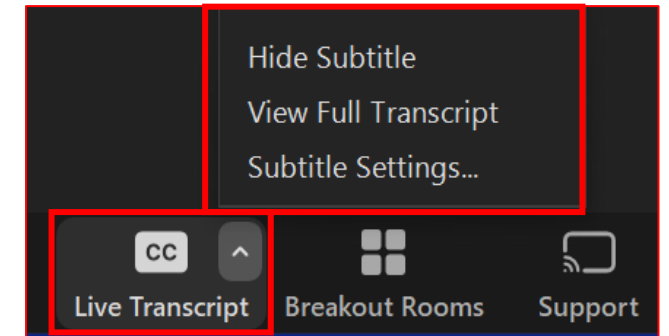 Hide Subtitle
View Full Transcript
Subtitle Settings...
CC
Live Transcript
Breakout Rooms
Support